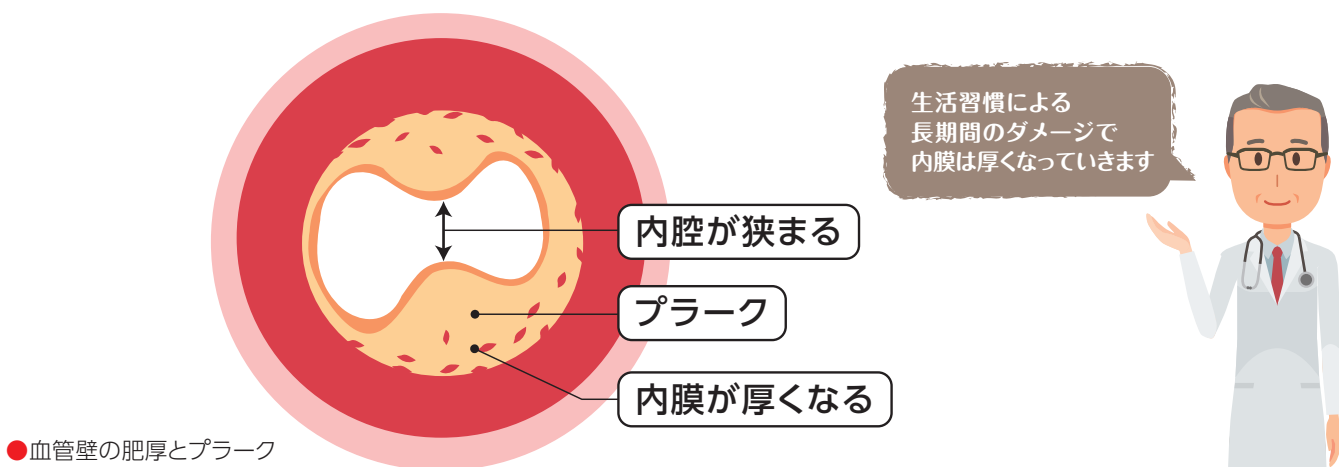 生活習慣による
長期間のダメージで
内膜は厚くなっていきます
内腔が狭まる
プラーク
内膜が厚くなる
●血管壁の肥厚とプラーク